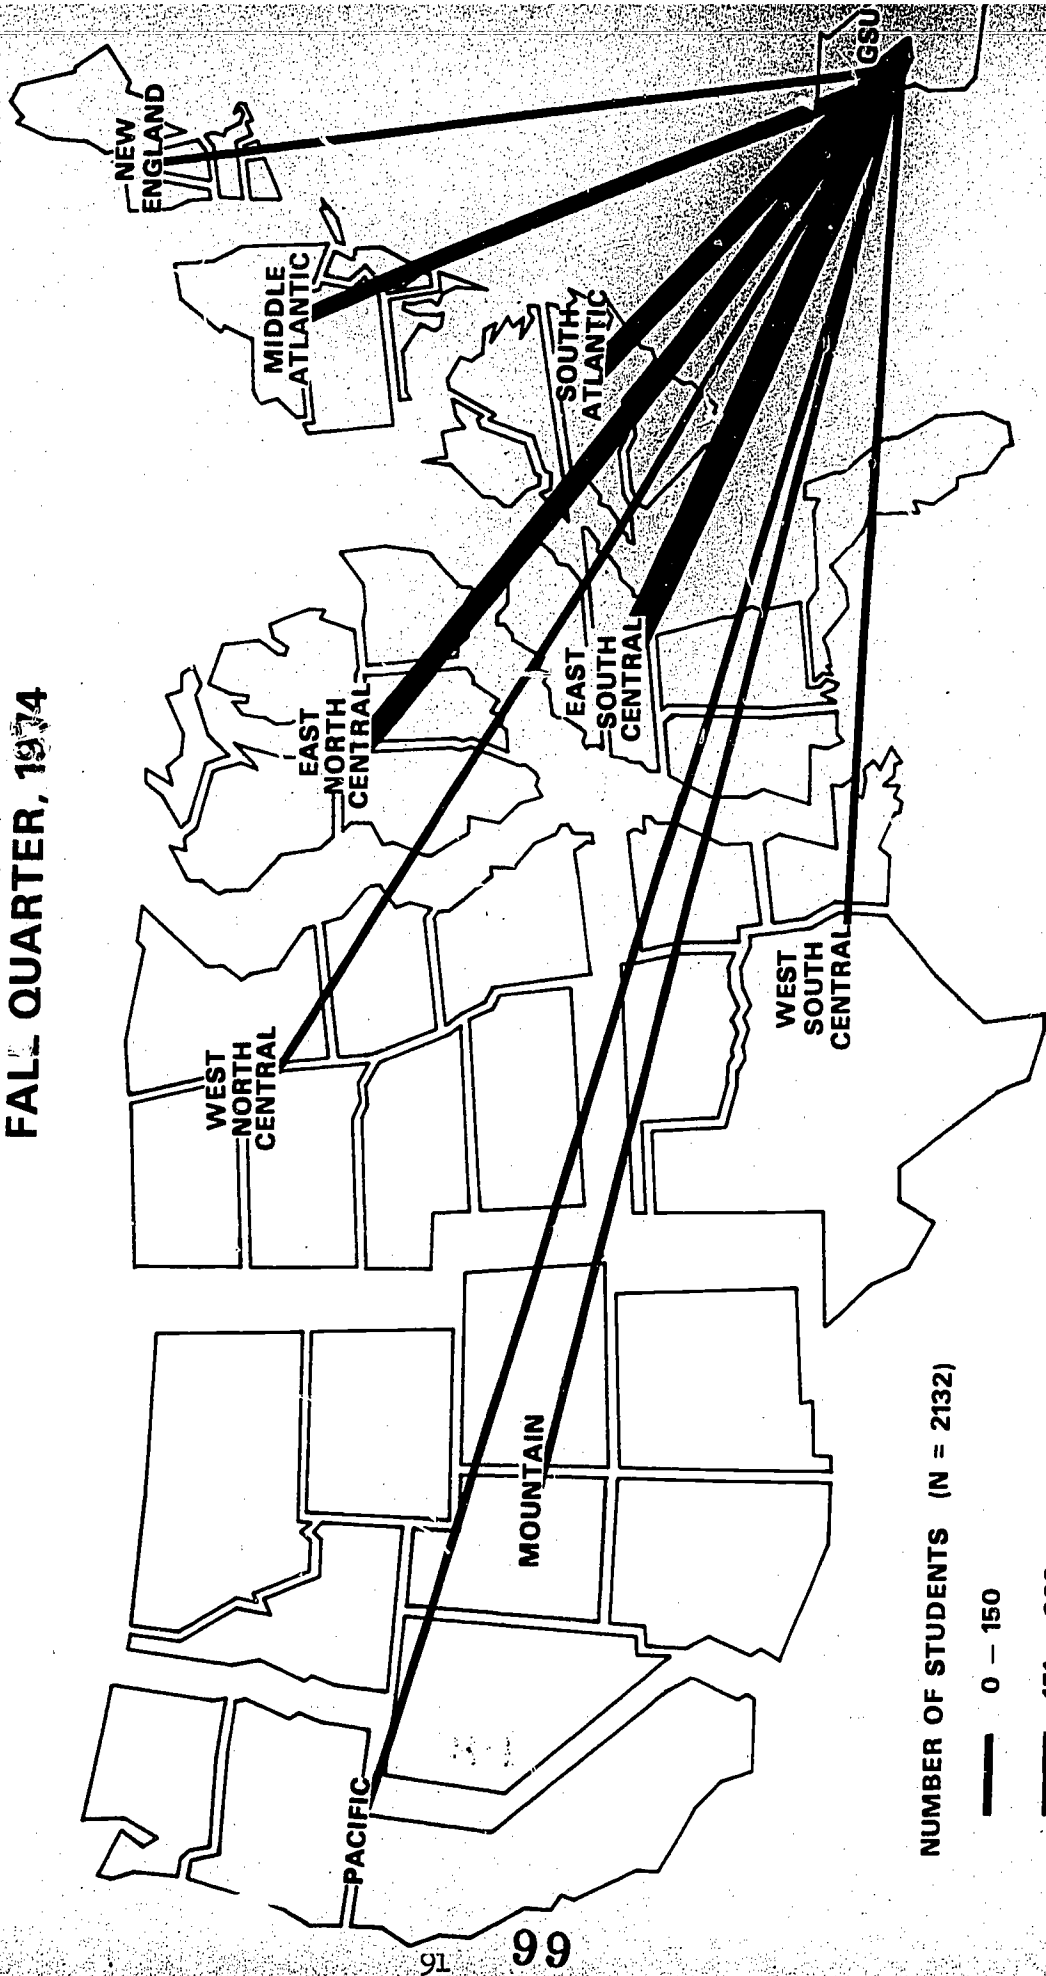 FALL QUARTER, 1974
NEW
ENGLAND
MIDDLE
ATLANTIC
SOUTH
ATLANTIC
GSU
EAST
NORTH
CENTRAL
EAST
SOUTH
CENTRAL
WEST
NORTH
CENTRAL
WEST
SOUTH
CENTRAL
MOUNTAIN
PACIFIC
NUMBER OF STUDENTS (N = 2132)
0 – 150
91
99